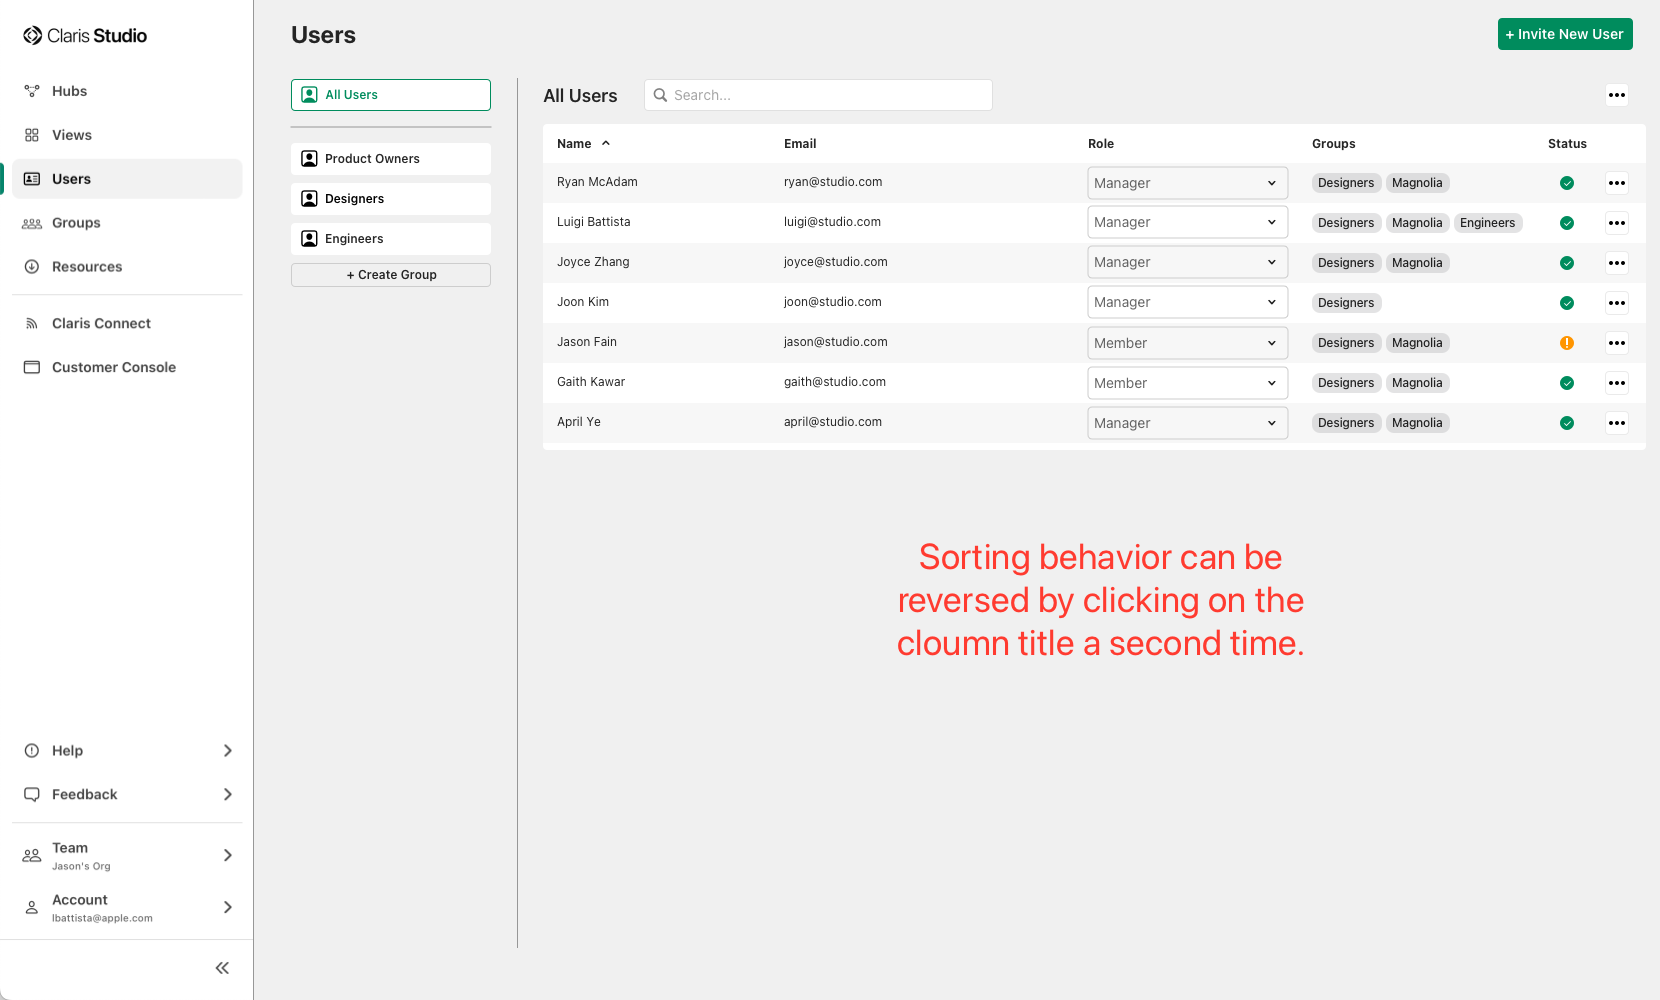 Claris Studio
Hubs
Views
Users
Groups
Resources
Claris Connect
Customer Console
Help
Feedback
Team
Jason's Org
Account
lbattista@apple.com
Users
+ Invite New User
All Users
Product Owners
Designers
Engineers
+ Create Group
All Users
Search...
Name Email Role Groups Status
Ryan McAdam ryan@studio.com Manager Designers Magnolia
Luigi Battista luigi@studio.com Manager Designers Magnolia Engineers
Joyce Zhang joyce@studio.com Manager Designers Magnolia
Joon Kim joon@studio.com Manager Designers
Jason Fain jason@studio.com Member Designers Magnolia
Gaith Kawar gaith@studio.com Member Designers Magnolia
April Ye april@studio.com Manager Designers Magnolia
Sorting behavior can be
reversed by clicking on the
cloumn title a second time.